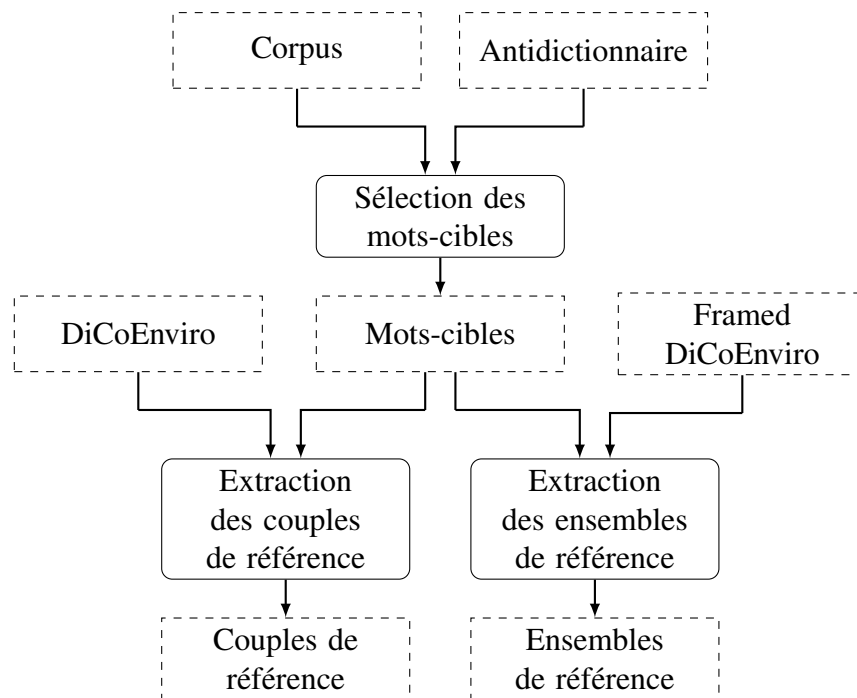 Corpus
Antidictionnaire
Sélection des
mots-cibles
DiCoEnviro
Mots-cibles
Framed
DiCoEnviro
Extraction
des couples
de référence
Extraction
des ensembles
de référence
Couples de
référence
Ensembles
de référence